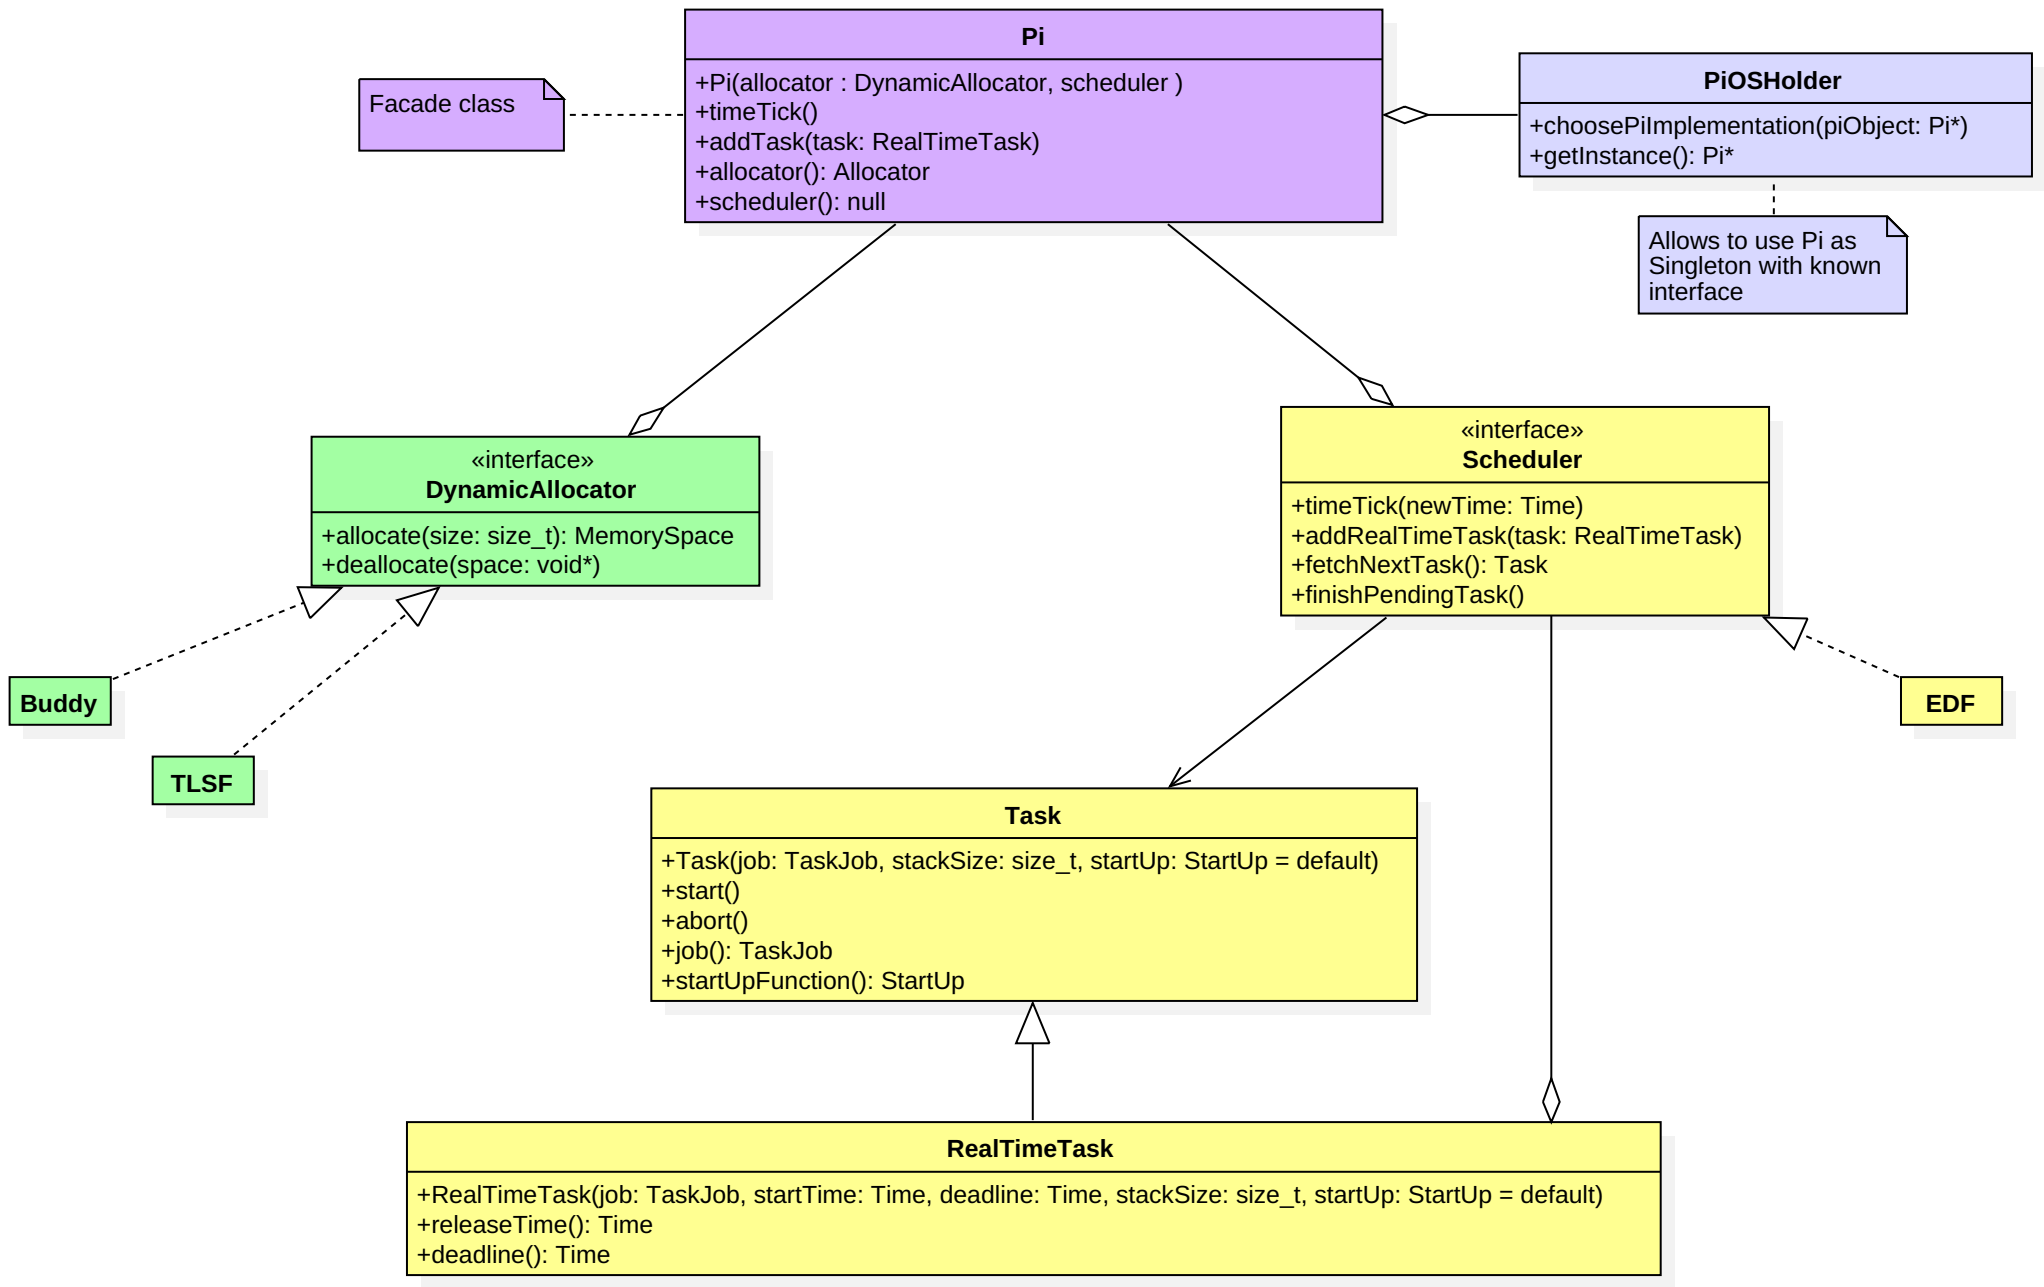 Pi
+Pi(allocator : DynamicAllocator, scheduler )
+timeTick()
+addTask(task: RealTimeTask)
+allocator(): Allocator
+scheduler(): null
Facade class
PiOSHolder
+choosePiImplementation(piObject: Pi*)
+getInstance(): Pi*
Allows to use Pi as
Singleton with known
interface
«interface»
DynamicAllocator
+allocate(size: size_t): MemorySpace
+deallocate(space: void*)
«interface»
Scheduler
+timeTick(newTime: Time)
+addRealTimeTask(task: RealTimeTask)
+fetchNextTask(): Task
+finishPendingTask()
Buddy
TLSF
EDF
Task
+Task(job: TaskJob, stackSize: size_t, startUp: StartUp = default)
+start()
+abort()
+job(): TaskJob
+startUpFunction(): StartUp
RealTimeTask
+RealTimeTask(job: TaskJob, startTime: Time, deadline: Time, stackSize: size_t, startUp: StartUp = default)
+releaseTime(): Time
+deadline(): Time